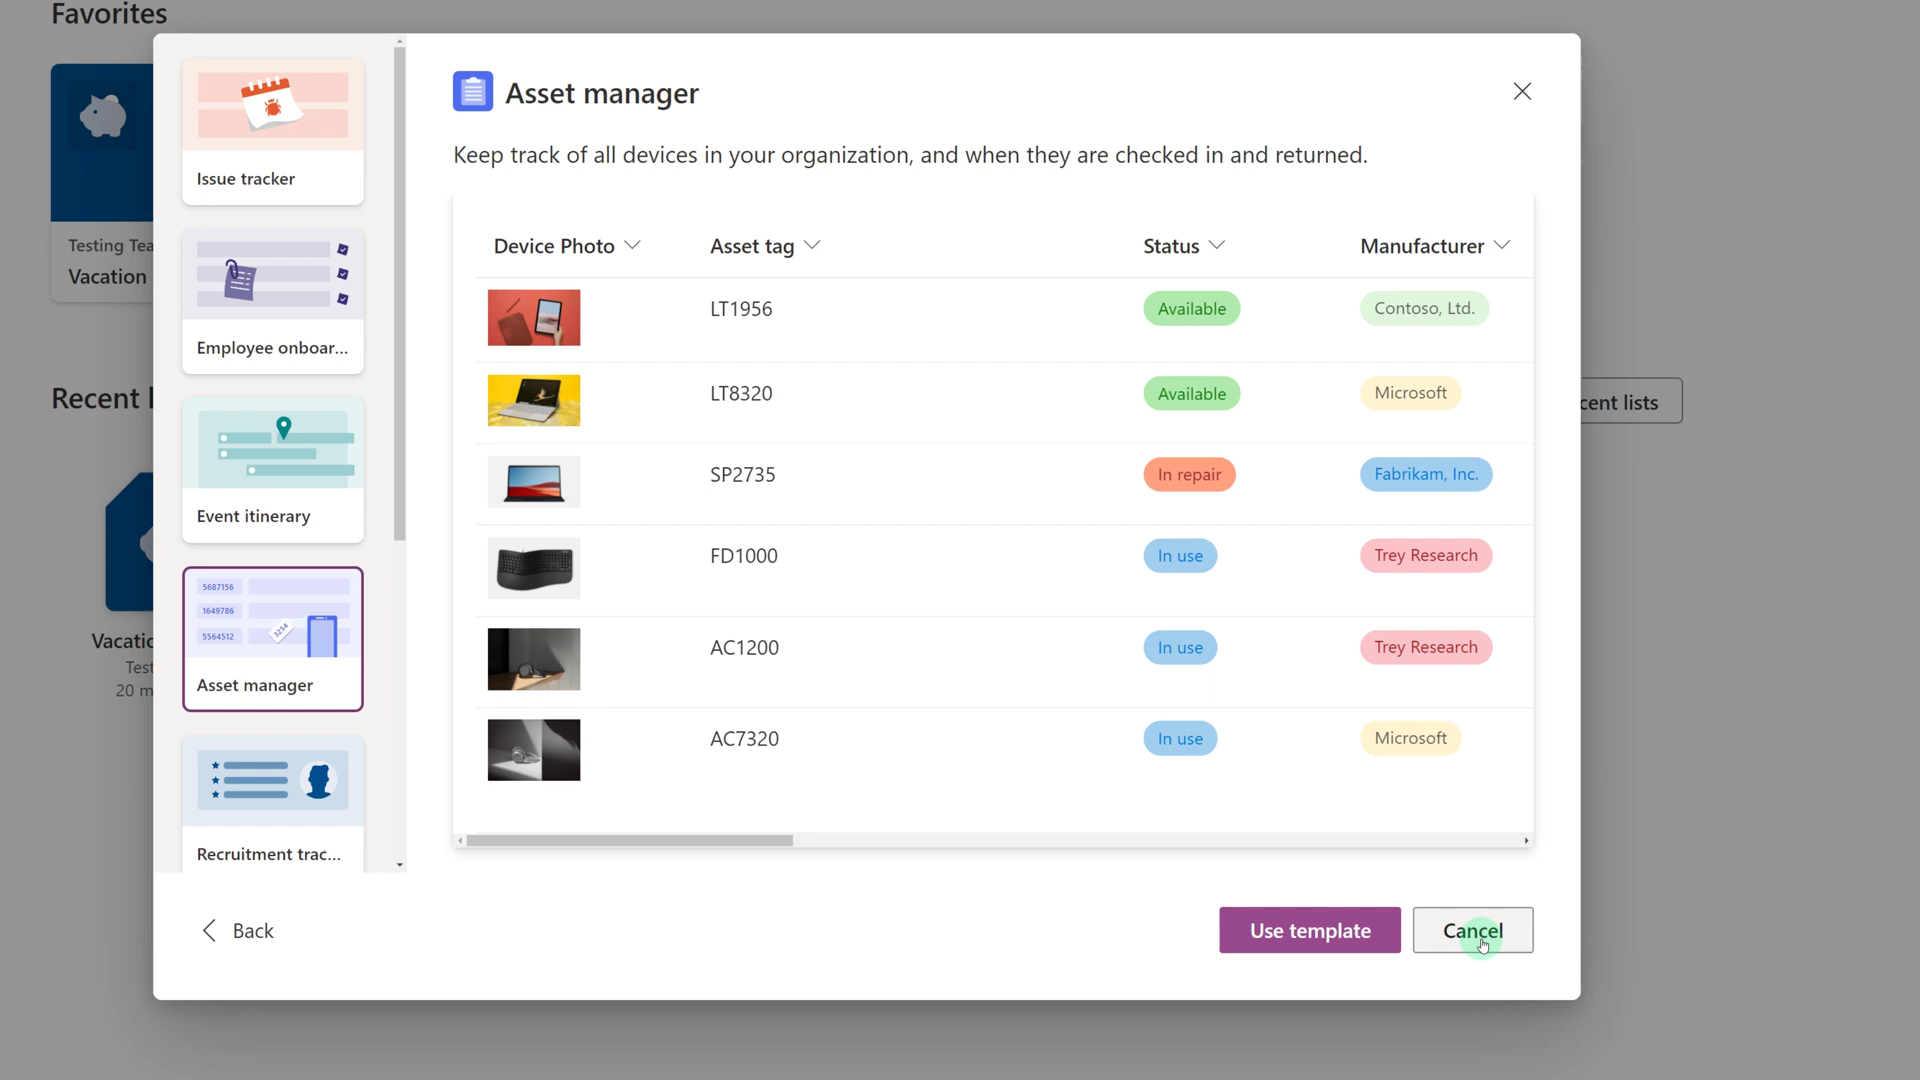 Favorites
Testing Tea
Vacation
Recent l
cent lists
Vacatic
Test
20 m
Issue tracker
Employee onboar...
Event itinerary
5687156
1649786
5564512
3254
Asset manager
Recruitment trac...
Asset manager
Keep track of all devices in your organization, and when they are checked in and returned.
Device Photo Asset tag Status Manufacturer
LT1956 Available Contoso, Ltd.
LT8320 Available Microsoft
SP2735 In repair Fabrikam, Inc.
FD1000 In use Trey Research
AC1200 In use Trey Research
AC7320 In use Microsoft
Back
Use template
Cancel